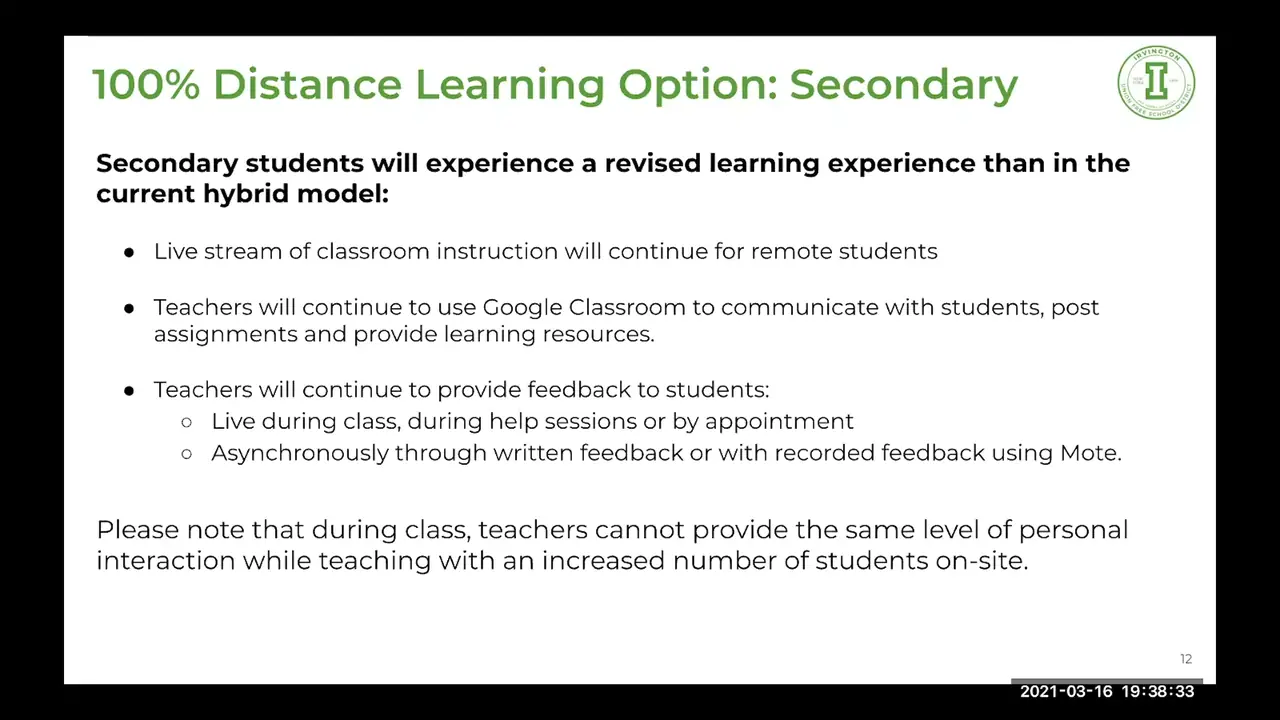 100% Distance Learning Option: Secondary
IRVINGTON
UNION FREE SCHOOL DISTRICT
I
Secondary students will experience a revised learning experience than in the
current hybrid model:
● Live stream of classroom instruction will continue for remote students
● Teachers will continue to use Google Classroom to communicate with students, post
assignments and provide learning resources.
● Teachers will continue to provide feedback to students:
○ Live during class, during help sessions or by appointment
○ Asynchronously through written feedback or with recorded feedback using Mote.
Please note that during class, teachers cannot provide the same level of personal
interaction while teaching with an increased number of students on-site.
12
2021-03-16 19:38:33